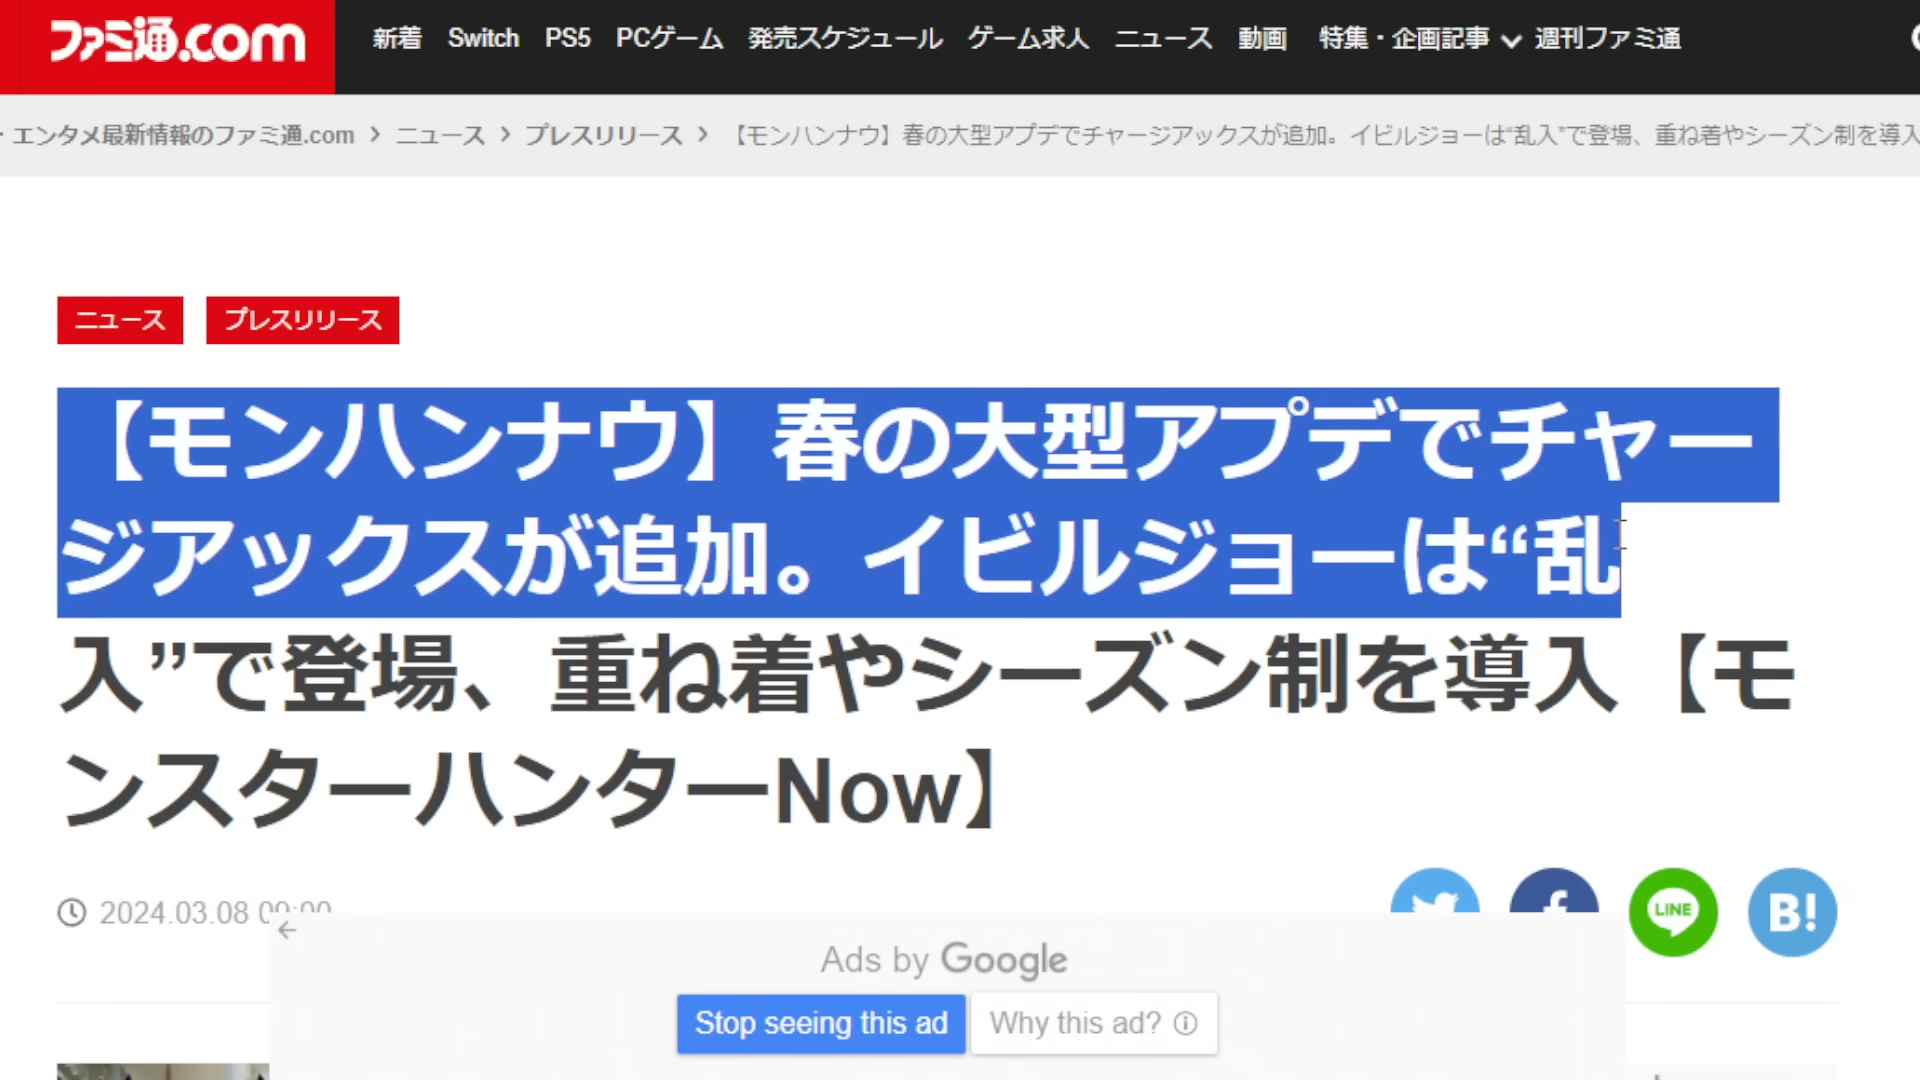 ファミ通.com 新着 Switch PS5 PCゲーム 発売スケジュール ゲーム求人 ニュース 動画 特集・企画記事 週刊ファミ通
・エンタメ最新情報のファミ通.com > ニュース > プレスリリース > 【モンハンナウ】春の大型アプデでチャージアックスが追加。イビルジョーは“乱入”で登場、重ね着やシーズン制を導入
ニュース プレスリリース
【モンハンナウ】春の大型アプデでチャー
ジアックスが追加。イビルジョーは“乱
入”で登場、重ね着やシーズン制を導入【モ
ンスターハンターNow】
2024.03.08
LINE B!
Ads by Google
Stop seeing this ad Why this ad?